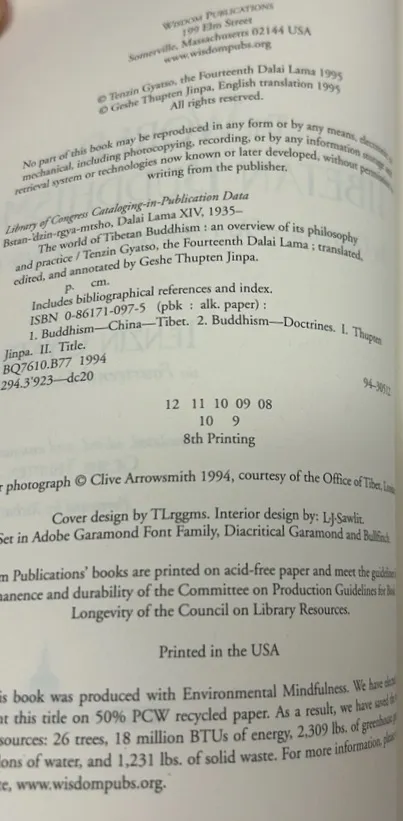 WISDOM PUBLICATIONS
199 Elm Street
Somerville, Massachusetts 02144 USA
www.wisdompubs.org
© Tenzin Gyatso, the Fourteenth Dalai Lama 1995
© Geshe Thupten Jinpa, English translation 1995
All rights reserved.
No part of this book may be reproduced in any form or by any means, electronic
mechanical, including photocopying, recording, or by any information storage
retrieval system or technologies now known or later developed, without permission
writing from the publisher.
Library of Congress Cataloging-in-Publication Data
Bstan-'dzin-rgya-mtsho, Dalai Lama XIV, 1935–
The world of Tibetan Buddhism : an overview of its philosophy
and practice / Tenzin Gyatso, the Fourteenth Dalai Lama ; translated,
edited, and annotated by Geshe Thupten Jinpa.
p. cm.
Includes bibliographical references and index.
ISBN 0-86171-097-5 (pbk : alk. paper) :
1. Buddhism—China—Tibet. 2. Buddhism—Doctrines. I. Thupten
Jinpa. II. Title.
BQ7610.B77 1994
294.3'923—dc20
12 11 10 09 08
10 9
8th Printing
photograph © Clive Arrowsmith 1994, courtesy of the Office of Tibet,
Cover design by TLrggms. Interior design by: L·J·Sawlit.
Set in Adobe Garamond Font Family, Diacritical Garamond and Bullfinch.
m Publications' books are printed on acid-free paper and meet the guidelines
manence and durability of the Committee on Production Guidelines for Book
Longevity of the Council on Library Resources.
Printed in the USA
is book was produced with Environmental Mindfulness. We have elected
nt this title on 50% PCW recycled paper. As a result, we have saved the
sources: 26 trees, 18 million BTUs of energy, 2,309 lbs. of greenhouse
ons of water, and 1,231 lbs. of solid waste. For more information, please
te, www.wisdompubs.org.